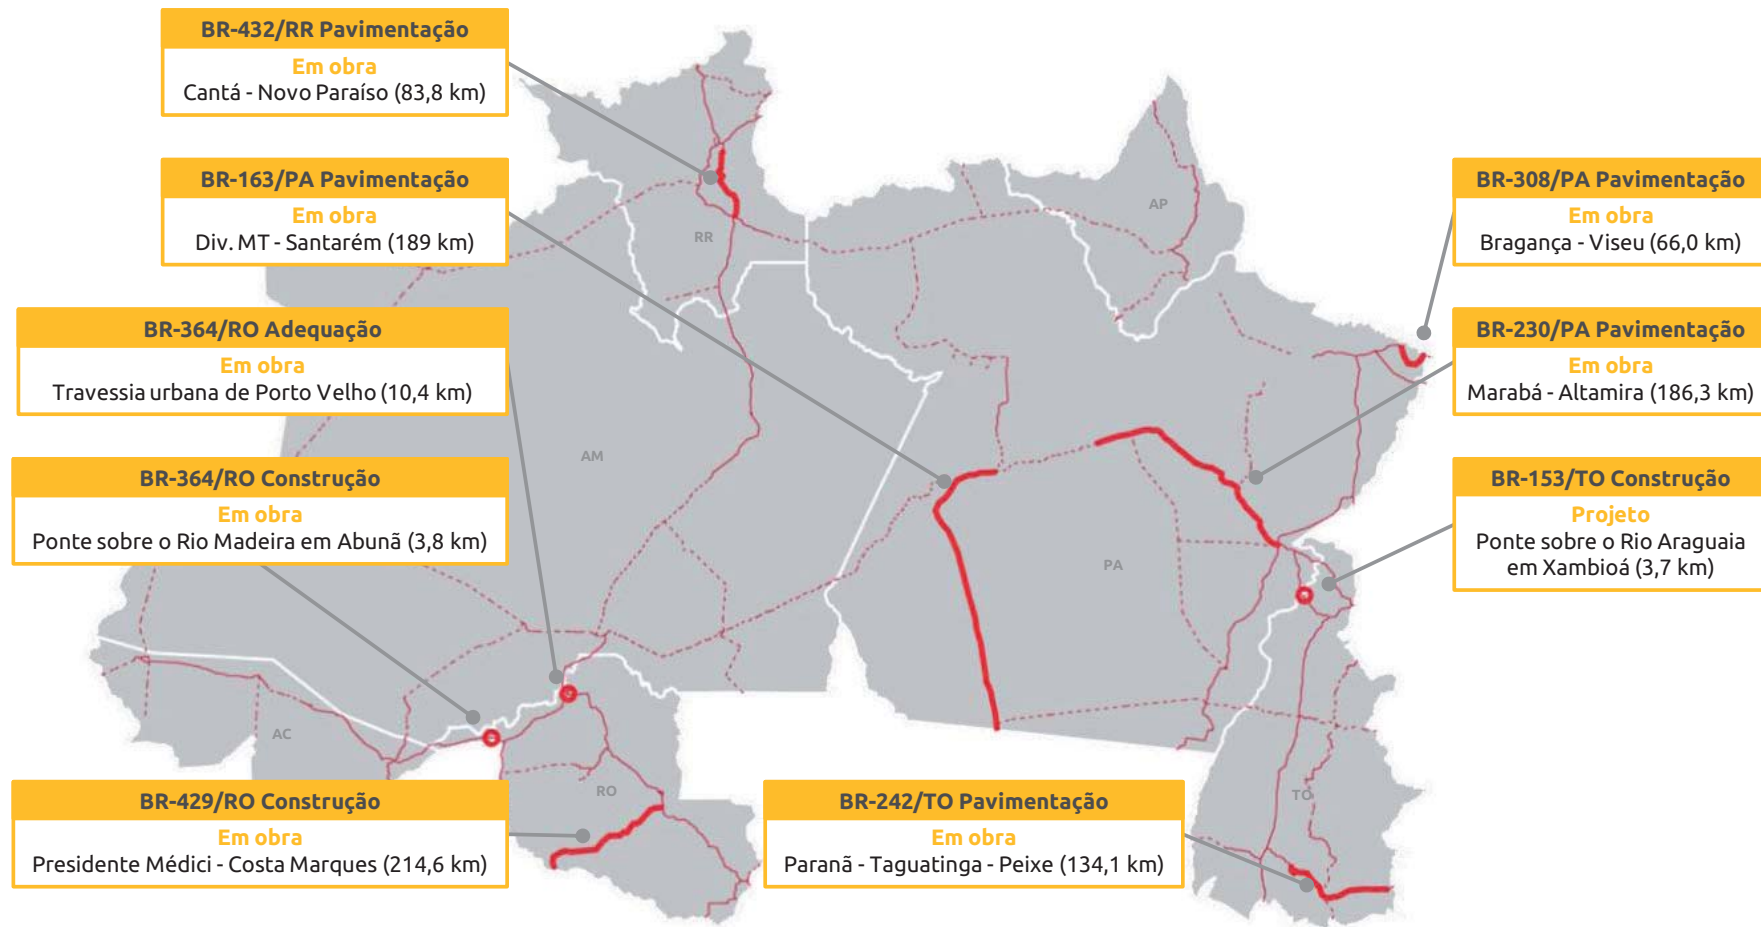 BR-432/RR Pavimentação
Em obra
Cantá - Novo Paraíso (83,8 km)
BR-163/PA Pavimentação
Em obra
Div. MT - Santarém (189 km)
BR-364/RO Adequação
Em obra
Travessia urbana de Porto Velho (10,4 km)
BR-364/RO Construção
Em obra
Ponte sobre o Rio Madeira em Abunã (3,8 km)
BR-429/RO Construção
Em obra
Presidente Médici - Costa Marques (214,6 km)
BR-242/TO Pavimentação
Em obra
Paranã - Taguatinga - Peixe (134,1 km)
BR-308/PA Pavimentação
Em obra
Bragança - Viseu (66,0 km)
BR-230/PA Pavimentação
Em obra
Marabá - Altamira (186,3 km)
BR-153/TO Construção
Projeto
Ponte sobre o Rio Araguaia
em Xambioá (3,7 km)
RR
AP
AM
PA
AC
RO
TO